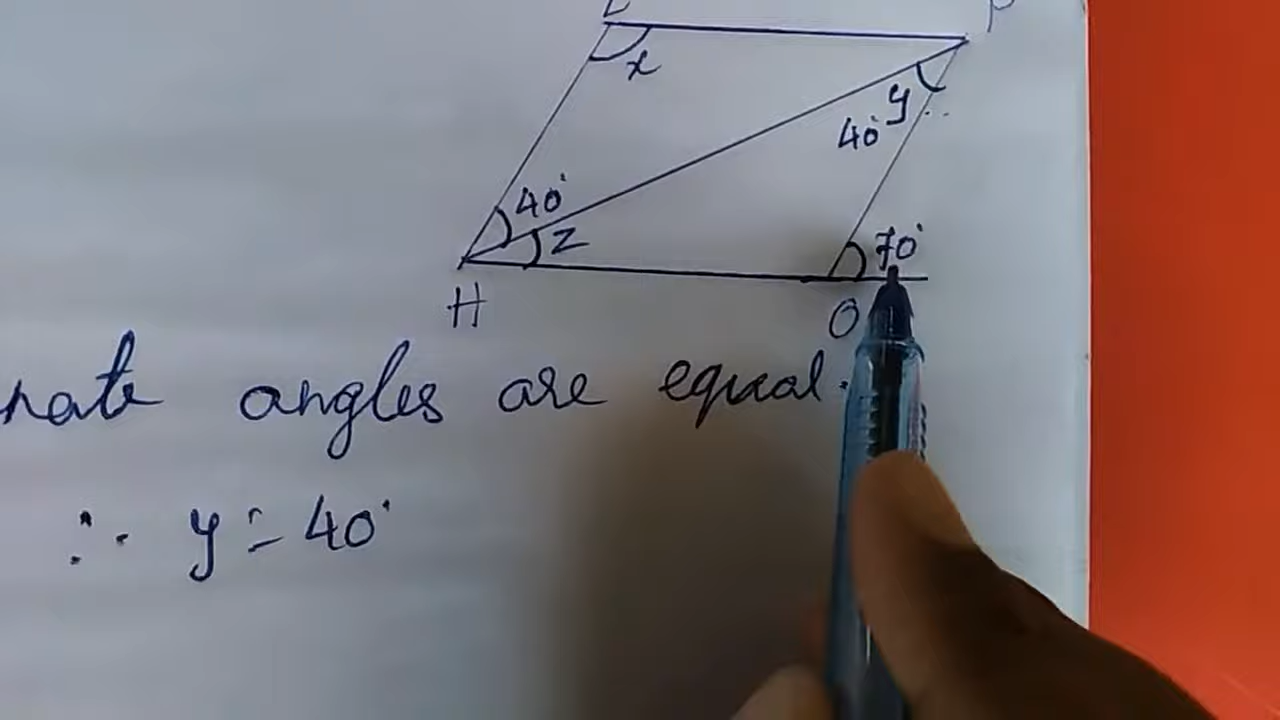 x
y
40°
40°
z
70°
H
O
angles are equal.
∴ y = 40°